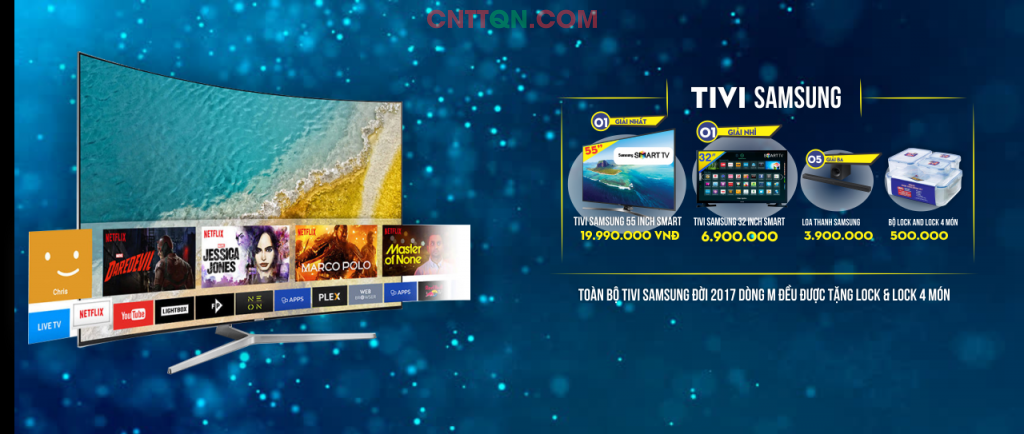 CNTTQN.COM
TIVI SAMSUNG
01 GIẢI NHẤT
01 GIẢI NHÌ
05 GIẢI BA
55"
Samsung SMART TV
32"
TIVI SAMSUNG 55 INCH SMART
19.990.000 VNĐ
TIVI SAMSUNG 32 INCH SMART
6.900.000
LOA THANH SAMSUNG
3.900.000
BỘ LOCK AND LOCK 4 MÓN
500.000
TOÀN BỘ TIVI SAMSUNG ĐỜI 2017 DÒNG M ĐỀU ĐƯỢC TẶNG LOCK & LOCK 4 MÓN
Chris
NETFLIX
DAREDEVIL
NETFLIX
JESSICA JONES
NETFLIX
MARCO POLO
NETFLIX
Master of None
LIVE TV
NETFLIX
YouTube
LIGHTBOX
NEON
APPS
PLEX
WEB BROWSER
APPS